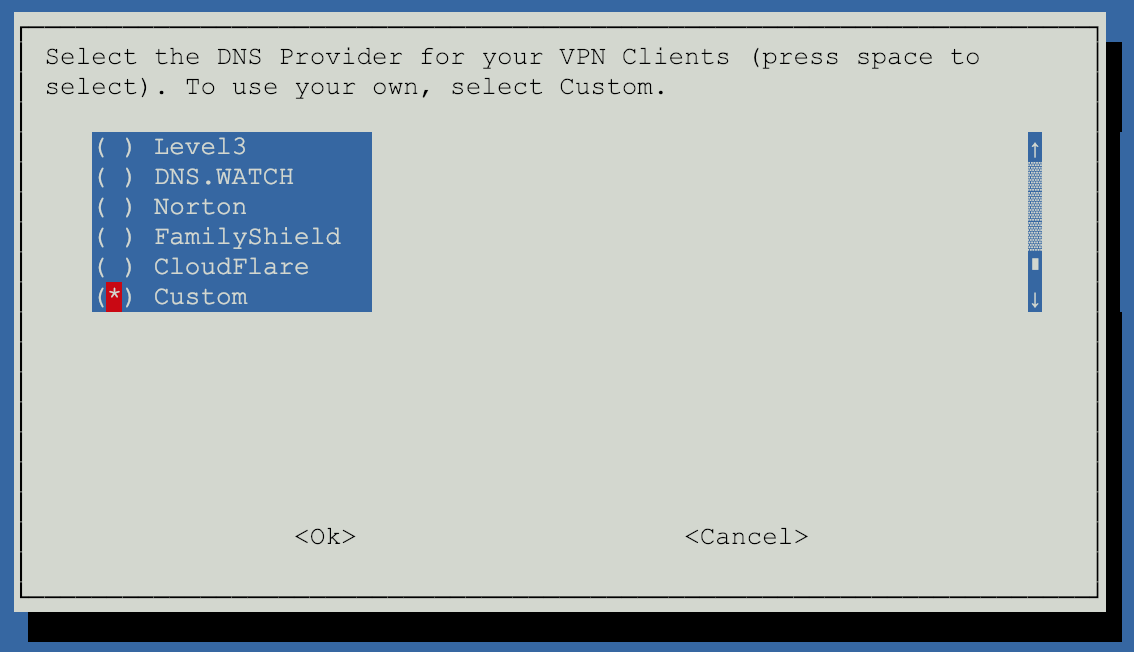 Select the DNS Provider for your VPN Clients (press space to
select). To use your own, select Custom.
( ) Level3
( ) DNS.WATCH
( ) Norton
( ) FamilyShield
( ) CloudFlare
(*) Custom
<Ok> <Cancel>